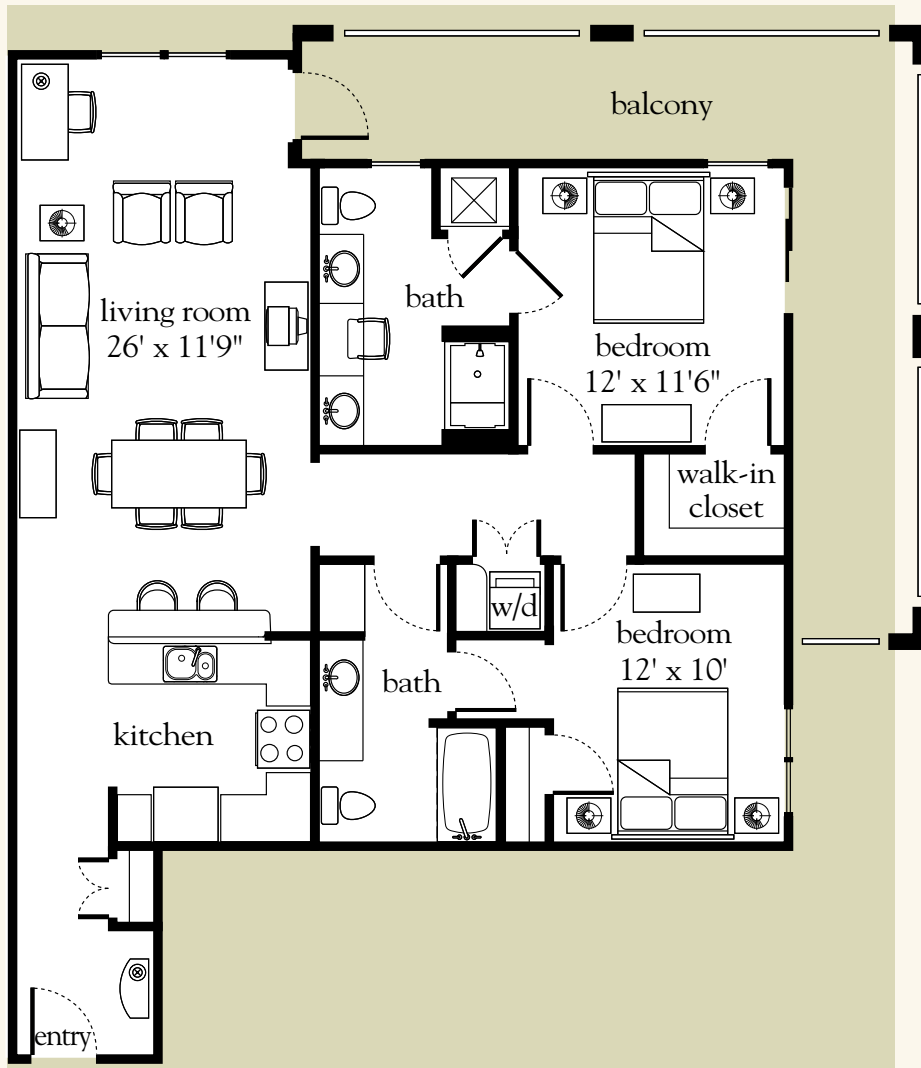 balcony
living room
26' x 11'9"
bath
bedroom
12' x 11'6"
walk-in
closet
w/d
bedroom
12' x 10'
bath
kitchen
entry